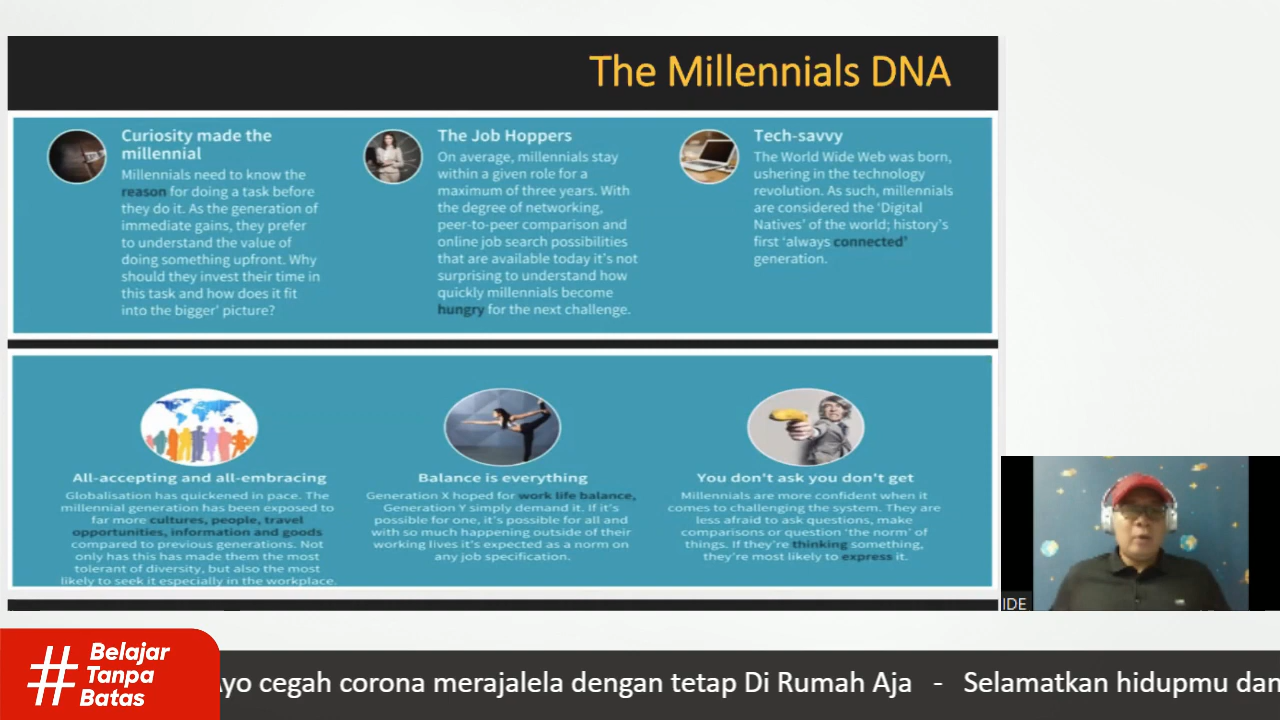 The Millennials DNA
Curiosity made the
millennial
Millennials need to know the
reason for doing a task before
they do it. As the generation of
immediate gains, they prefer
to understand the value of
doing something upfront. Why
should they invest their time in
this task and how does it fit
into the bigger' picture?
The Job Hoppers
On average, millennials stay
within a given role for a
maximum of three years. With
the degree of networking,
peer-to-peer comparison and
online job search possibilities
that are available today it's not
surprising to understand how
quickly millennials become
hungry for the next challenge.
Tech-savvy
The World Wide Web was born,
ushering in the technology
revolution. As such, millennials
are considered the 'Digital
Natives' of the world; history's
first 'always connected'
generation.
All-accepting and all-embracing
Globalisation has quickened in pace. The
millennial generation has been exposed to
far more cultures, people, travel
opportunities, information and goods
compared to previous generations. Not
only has this has made them the most
tolerant of diversity, but also the most
likely to seek it especially in the workplace.
Balance is everything
Generation X hoped for work life balance,
Generation Y simply demand it. If it's
possible for one, it's possible for all and
with so much happening outside of their
working lives it's expected as a norm on
any job specification.
You don't ask you don't get
Millennials are more confident when it
comes to challenging the system. They are
less afraid to ask questions, make
comparisons or question 'the norm' of
things. If they're thinking something,
they're most likely to express it.
IDE
# Belajar
Tanpa
Batas
Ayo cegah corona merajalela dengan tetap Di Rumah Aja - Selamatkan hidupmu dan